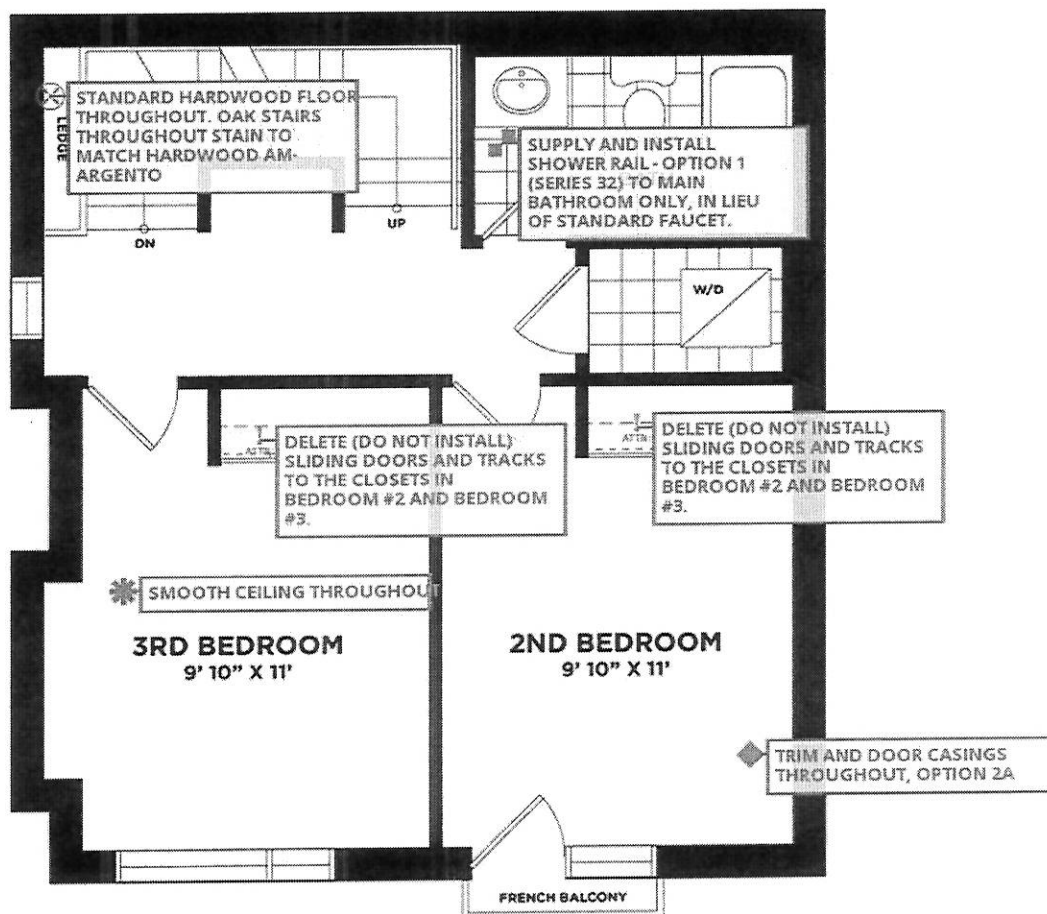 STANDARD HARDWOOD FLOOR
THROUGHOUT. OAK STAIRS
THROUGHOUT STAIN TO
MATCH HARDWOOD AM-
ARGENTO
LEDGE
DN
UP
SUPPLY AND INSTALL
SHOWER RAIL - OPTION 1
(SERIES 32) TO MAIN
BATHROOM ONLY, IN LIEU
OF STANDARD FAUCET.
W/D
DELETE (DO NOT INSTALL)
SLIDING DOORS AND TRACKS
TO THE CLOSETS IN
BEDROOM #2 AND BEDROOM
#3.
DELETE (DO NOT INSTALL)
SLIDING DOORS AND TRACKS
TO THE CLOSETS IN
BEDROOM #2 AND BEDROOM
#3.
SMOOTH CEILING THROUGHOUT
3RD BEDROOM
9' 10" X 11'
2ND BEDROOM
9' 10" X 11'
TRIM AND DOOR CASINGS
THROUGHOUT, OPTION 2A
FRENCH BALCONY